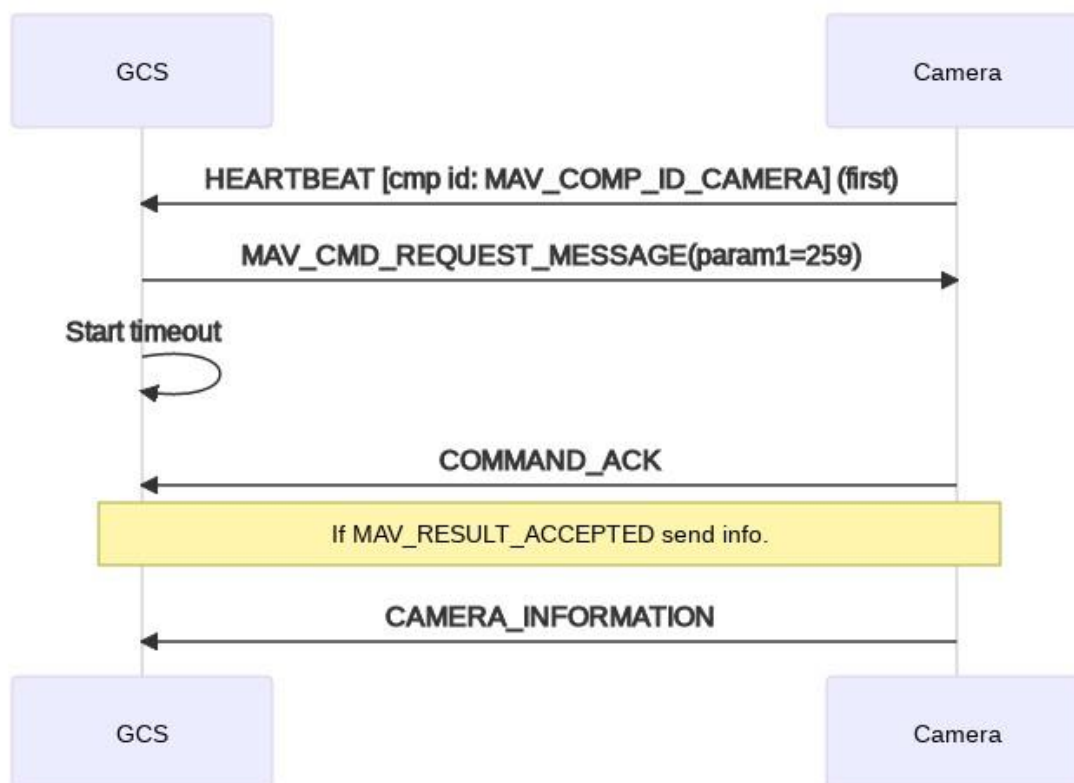 GCS
Camera
HEARTBEAT [cmp id: MAV_COMP_ID_CAMERA] (first)
MAV_CMD_REQUEST_MESSAGE(param1=259)
Start timeout
COMMAND_ACK
If MAV_RESULT_ACCEPTED send info.
CAMERA_INFORMATION
GCS
Camera